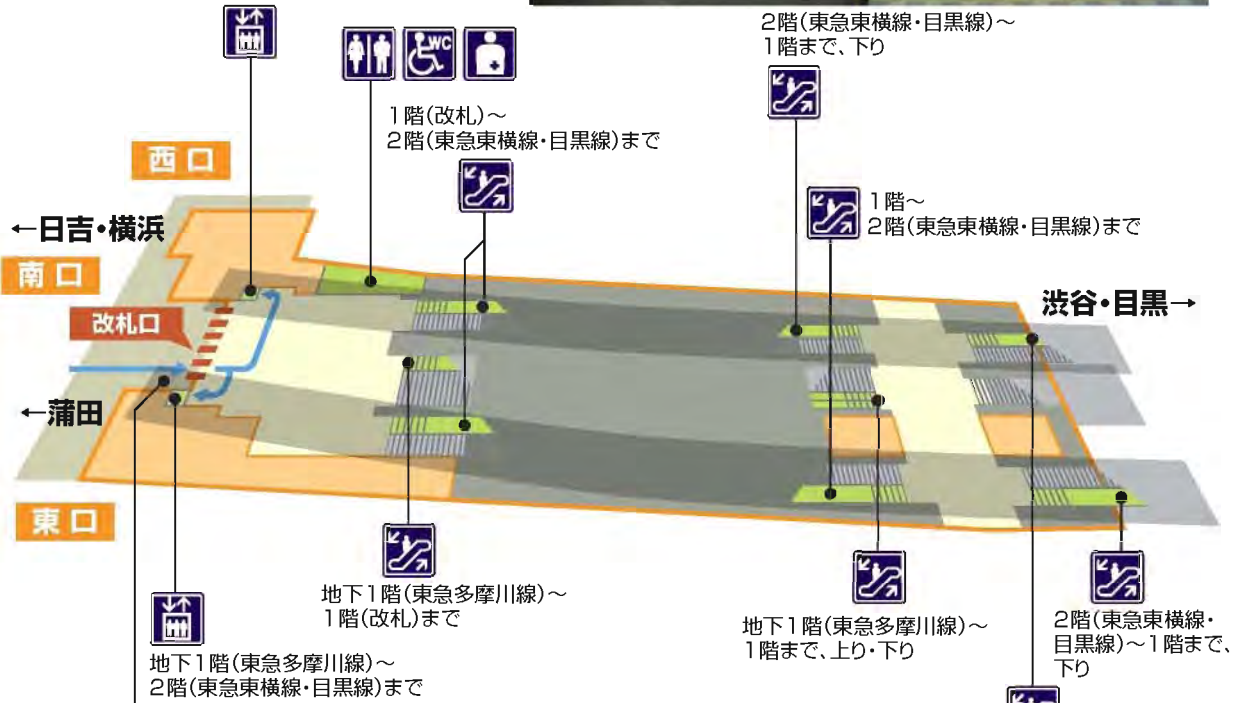 2階(東急東横線・目黒線)～
1階まで、下り
WC
1階(改札)～
2階(東急東横線・目黒線)まで
西口
1階～
2階(東急東横線・目黒線)まで
←日吉・横浜
南口
渋谷・目黒→
改札口
←蒲田
東口
地下1階(東急多摩川線)～
1階(改札)まで
地下1階(東急多摩川線)～
1階まで、上り・下り
2階(東急東横線・
目黒線)～1階まで、
下り
地下1階(東急多摩川線)～
2階(東急東横線・目黒線)まで